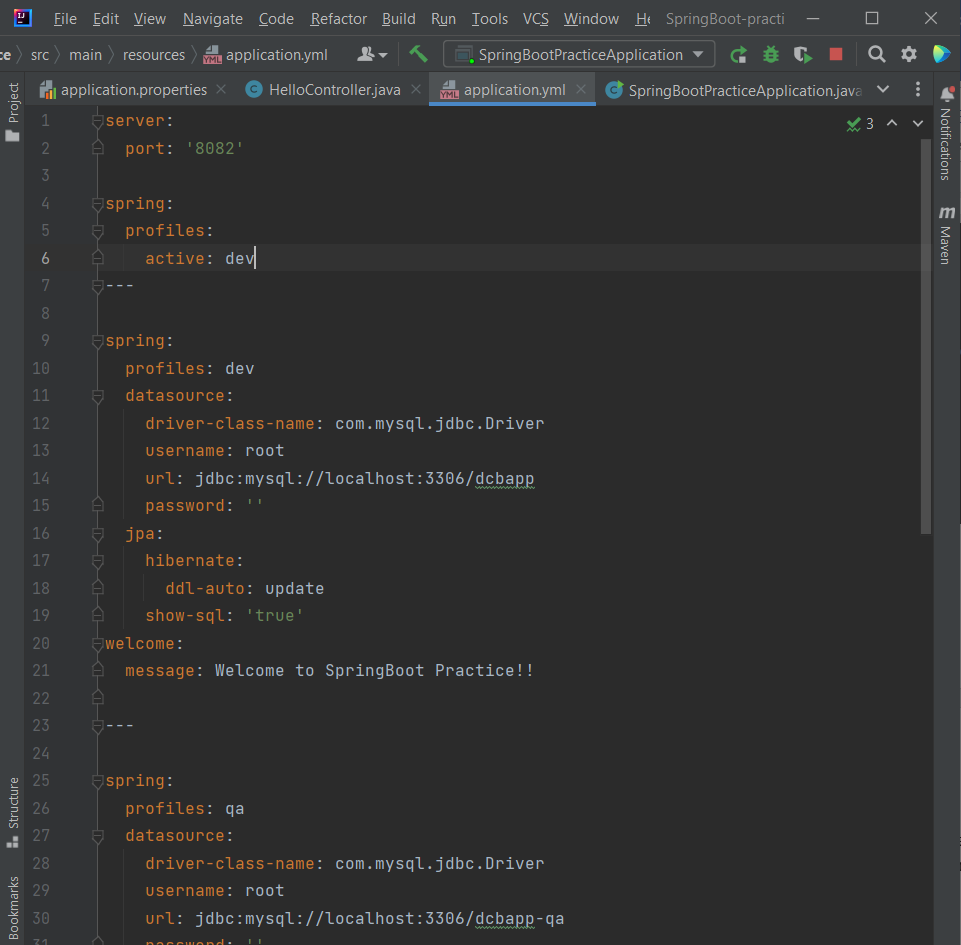 File Edit View Navigate Code Refactor Build Run Tools VCS Window He SpringBoot-practi
ce src main resources application.yml SpringBootPracticeApplication
application.properties HelloController.java application.yml SpringBootPracticeApplication.java
Project
Structure
Bookmarks
1 server:
2 port: '8082'
3
4 spring:
5 profiles:
6 active: dev
7 ---
8
9 spring:
10 profiles: dev
11 datasource:
12 driver-class-name: com.mysql.jdbc.Driver
13 username: root
14 url: jdbc:mysql://localhost:3306/dcbapp
15 password: ''
16 jpa:
17 hibernate:
18 ddl-auto: update
19 show-sql: 'true'
20 welcome:
21 message: Welcome to SpringBoot Practice!!
22
23 ---
24
25 spring:
26 profiles: qa
27 datasource:
28 driver-class-name: com.mysql.jdbc.Driver
29 username: root
30 url: jdbc:mysql://localhost:3306/dcbapp-qa
31 password: ''
3
Notifications
m Maven